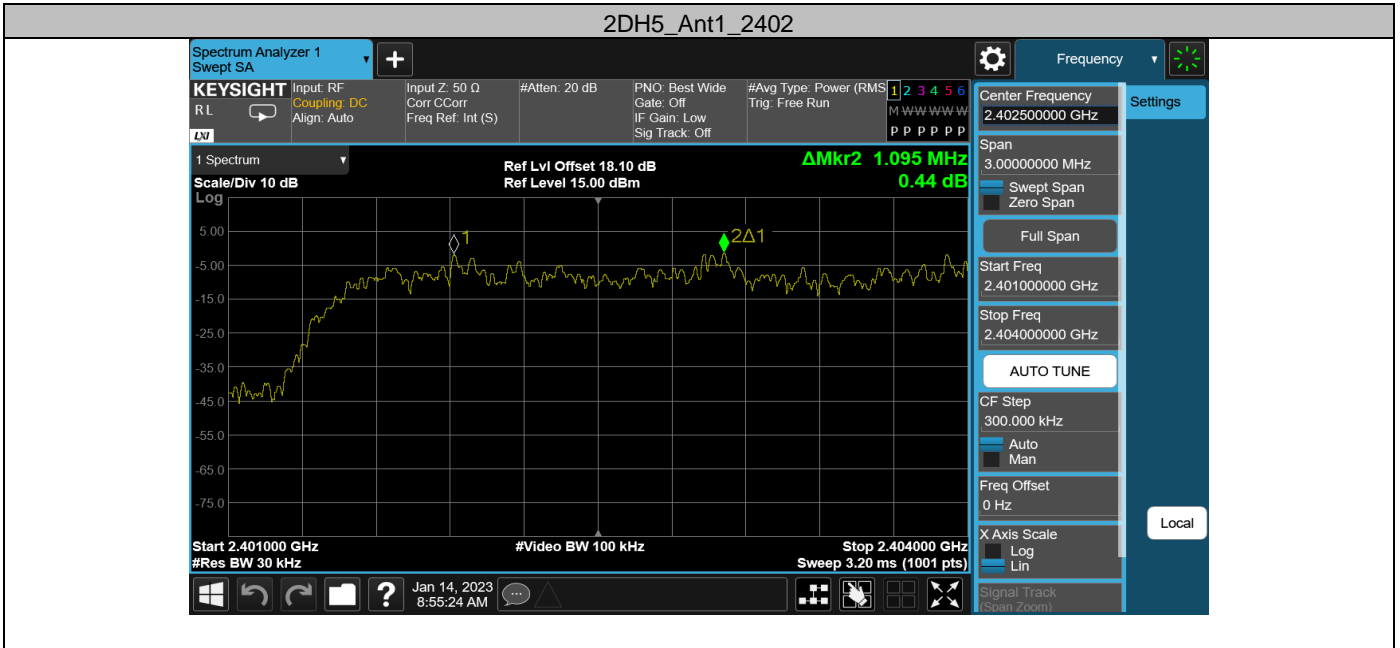 2DH5_Ant1_2402
Spectrum Analyzer 1
Swept SA
Frequency
KEYSIGHT
RL
LXI
Input: RF
Coupling: DC
Align: Auto
Input Z: 50 Ω
Corr CCorr
Freq Ref: Int (S)
#Atten: 20 dB
PNO: Best Wide
Gate: Off
IF Gain: Low
Sig Track: Off
#Avg Type: Power (RMS
Trig: Free Run
1 2 3 4 5 6
M W W W W W
P P P P P P
1 Spectrum
Scale/Div 10 dB
Log
Ref Lvl Offset 18.10 dB
Ref Level 15.00 dBm
ΔMkr2 1.095 MHz
0.44 dB
5.00
-5.00
-15.0
-25.0
-35.0
-45.0
-55.0
-65.0
-75.0
1
2Δ1
Start 2.401000 GHz
#Res BW 30 kHz
#Video BW 100 kHz
Stop 2.404000 GHz
Sweep 3.20 ms (1001 pts)
Center Frequency
2.402500000 GHz
Settings
Span
3.00000000 MHz
Swept Span
Zero Span
Full Span
Start Freq
2.401000000 GHz
Stop Freq
2.404000000 GHz
AUTO TUNE
CF Step
300.000 kHz
Auto
Man
Freq Offset
0 Hz
X Axis Scale
Log
Lin
Local
Signal Track
(Span Zoom)
?
Jan 14, 2023
8:55:24 AM